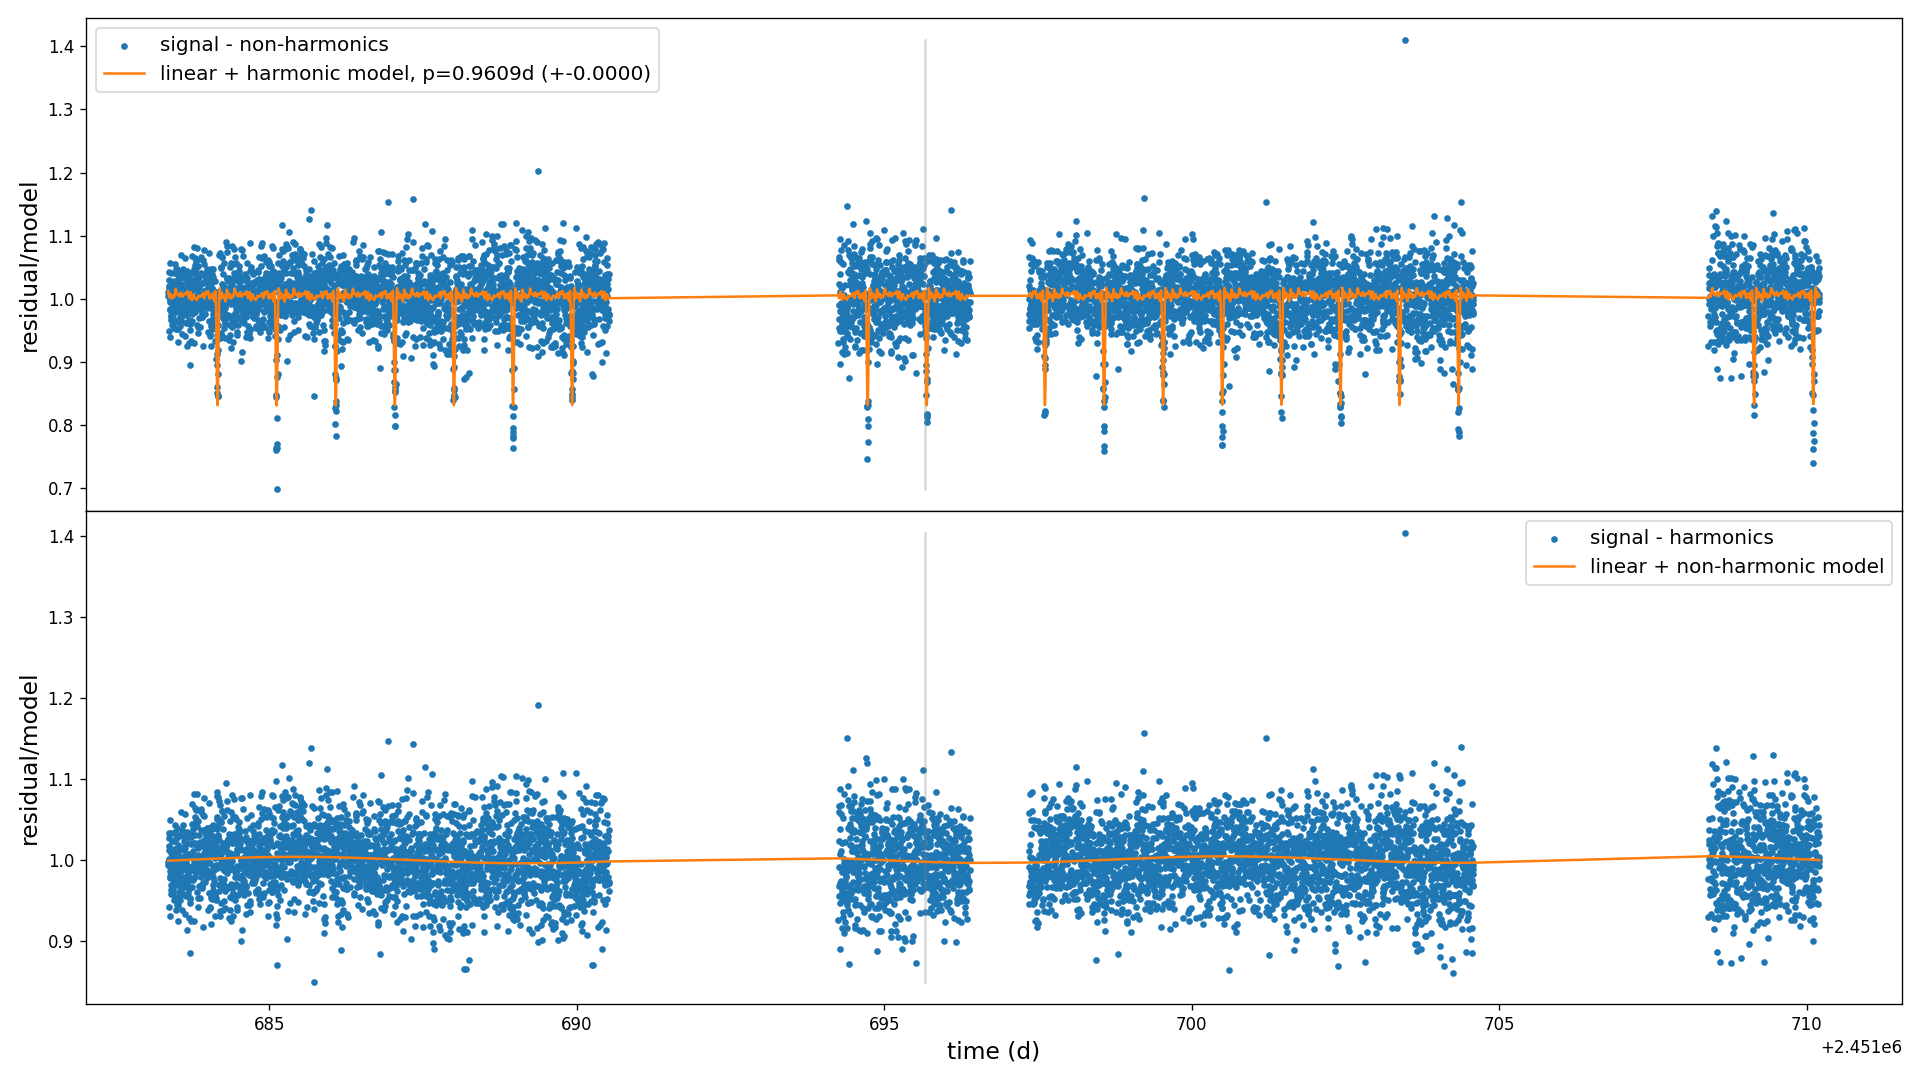 signal - non-harmonics
linear + harmonic model, p=0.9609d (+-0.0000)
1.4
1.3
1.2
1.1
1.0
0.9
0.8
0.7
residual/model
signal - harmonics
linear + non-harmonic model
1.4
1.3
1.2
1.1
1.0
0.9
residual/model
685
690
695
700
705
710
time (d)
+2.451e6